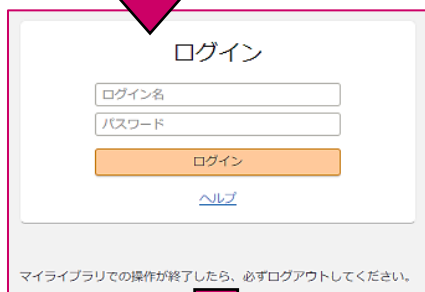 ログイン
ログイン名
パスワード
ログイン
ヘルプ
マイライブラリでの操作が終了したら、必ずログアウトしてください。